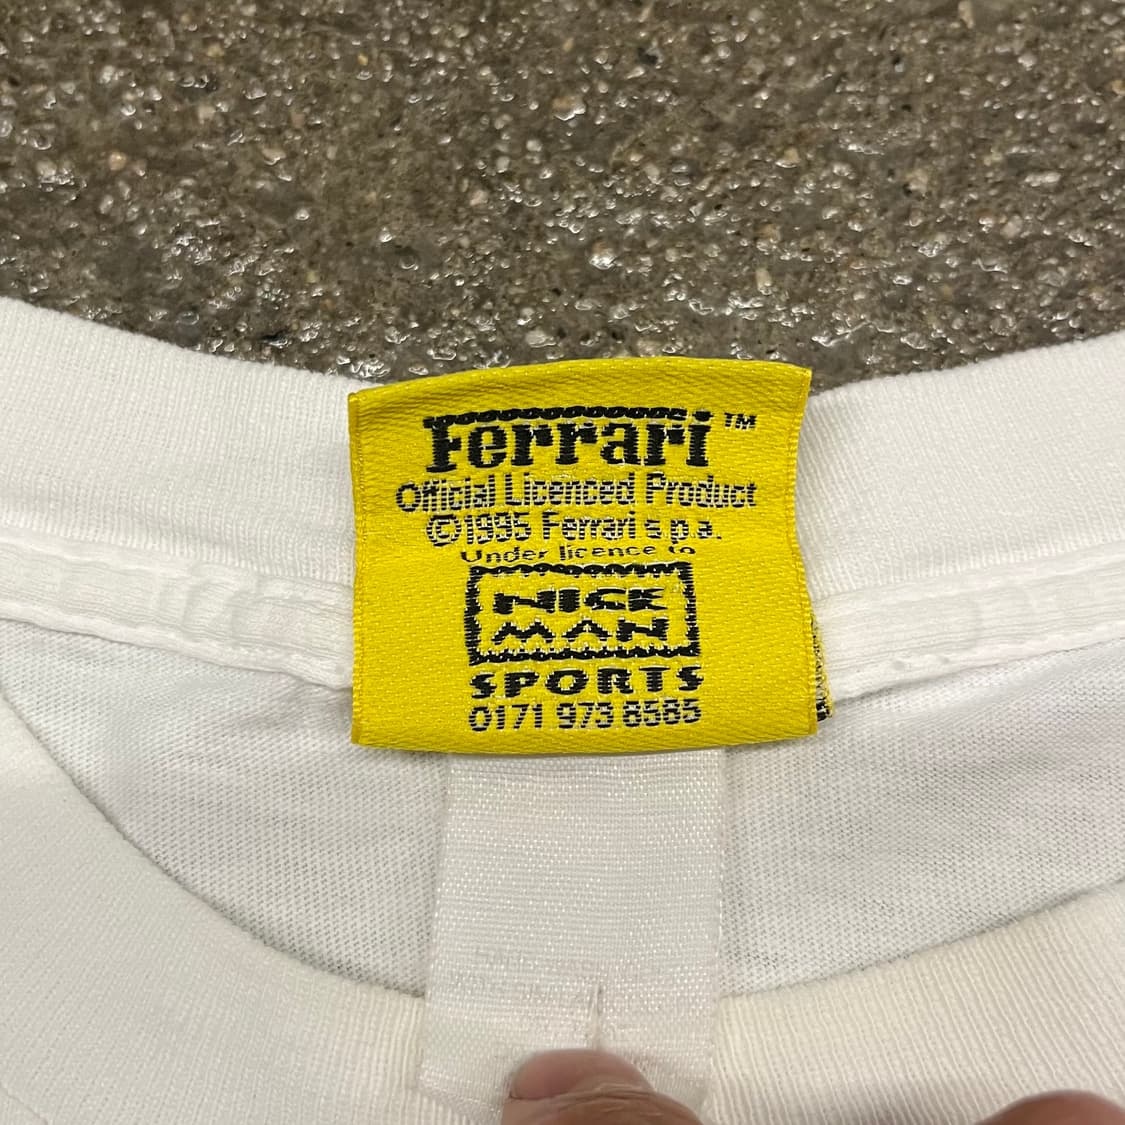 Ferrari™
Official Licenced Product
©1995 Ferrari s.p.a.
Under licence to
NICK
MAN
SPORTS
0171 973 8585